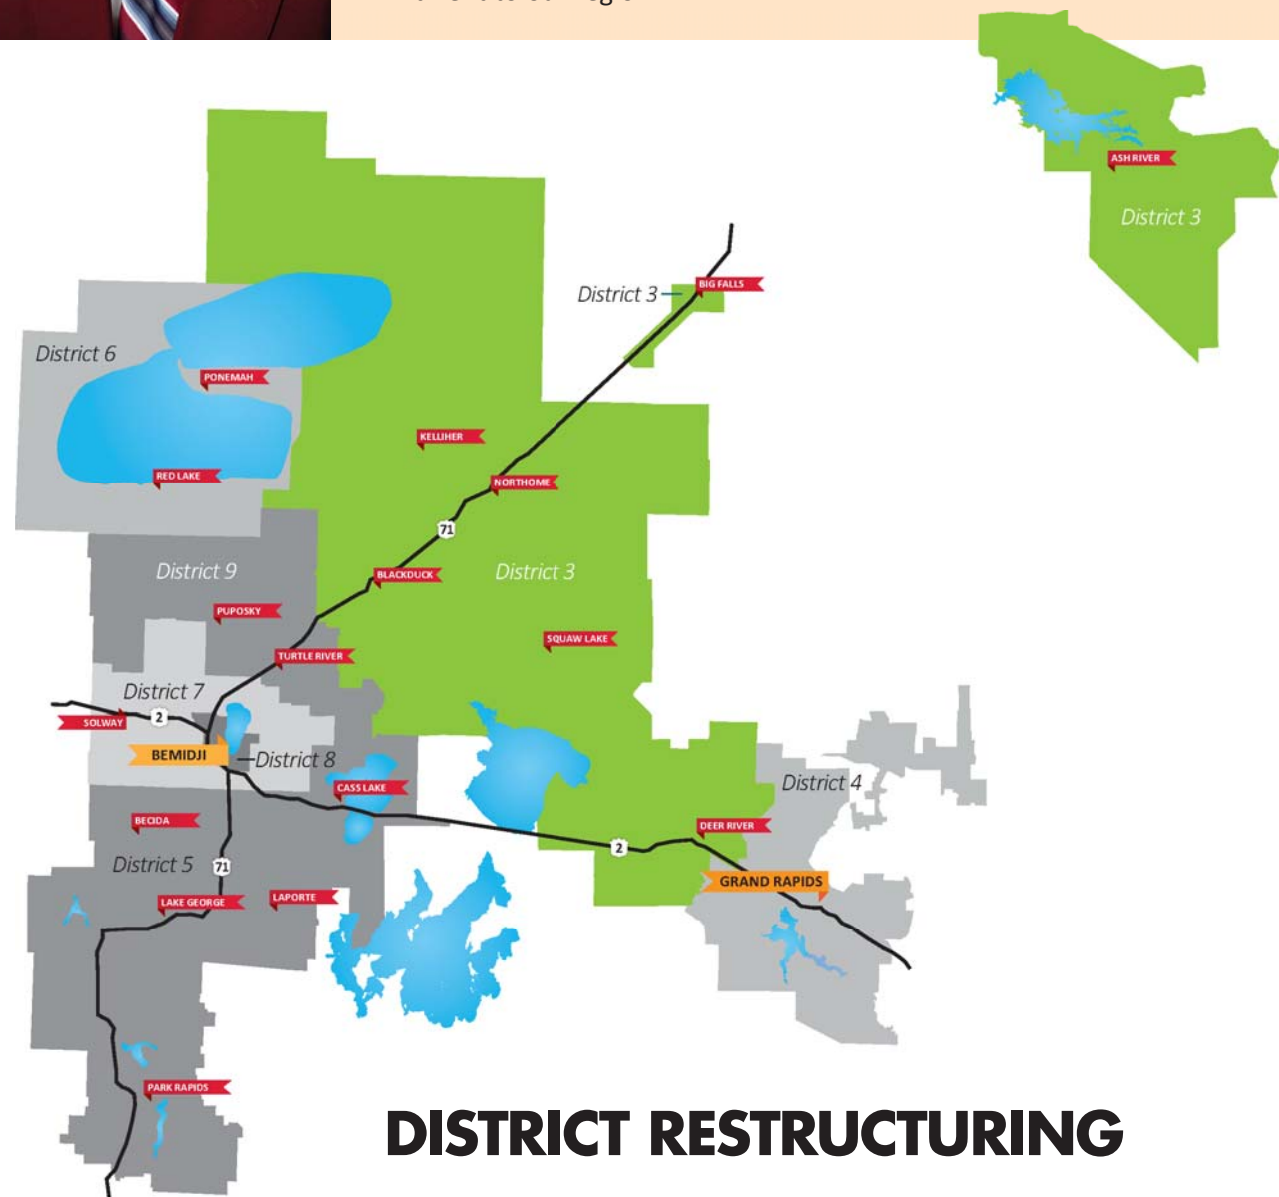 ASH RIVER
District 3
BIG FALLS
District 3
District 6
PONEMAH
KELLIHER
RED LAKE
NORTHOME
71
District 9
BLACKDUCK
District 3
PUPOSKY
SQUAW LAKE
TURTLE RIVER
District 7
SOLWAY
2
BEMIDJI
District 8
District 4
CASS LAKE
BECIDA
DEER RIVER
2
District 5
71
GRAND RAPIDS
LAKE GEORGE
LAPORTE
PARK RAPIDS
DISTRICT RESTRUCTURING